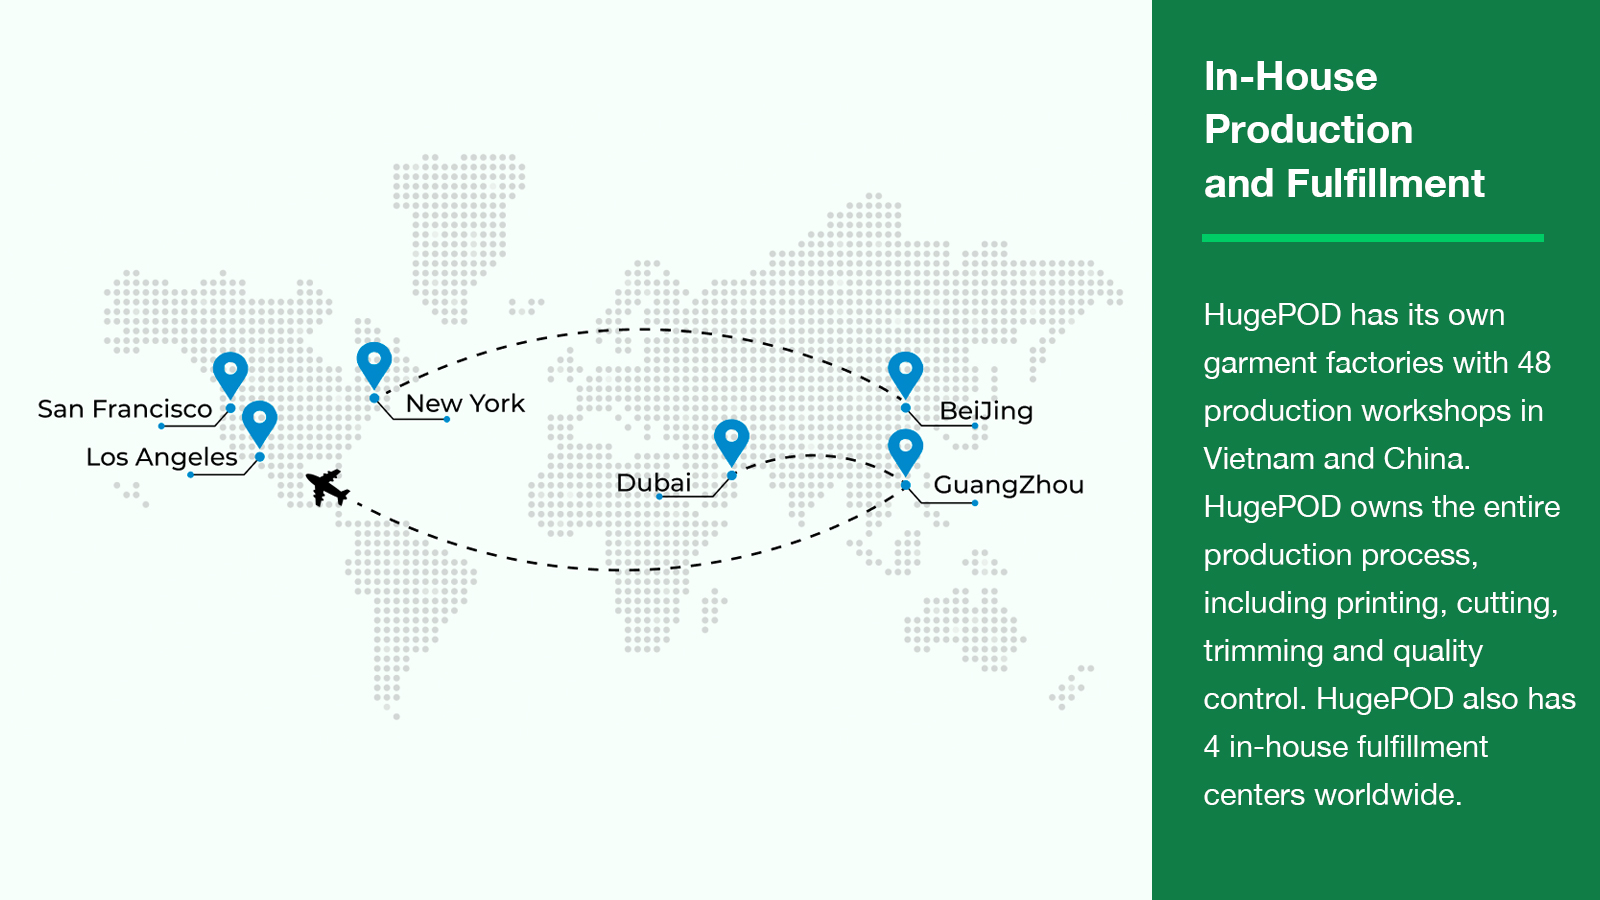 In-House
Production
and Fulfillment
HugePOD has its own
garment factories with 48
production workshops in
Vietnam and China.
HugePOD owns the entire
production process,
including printing, cutting,
trimming and quality
control. HugePOD also has
4 in-house fulfillment
centers worldwide.
San Francisco
Los Angeles
New York
Dubai
BeiJing
GuangZhou